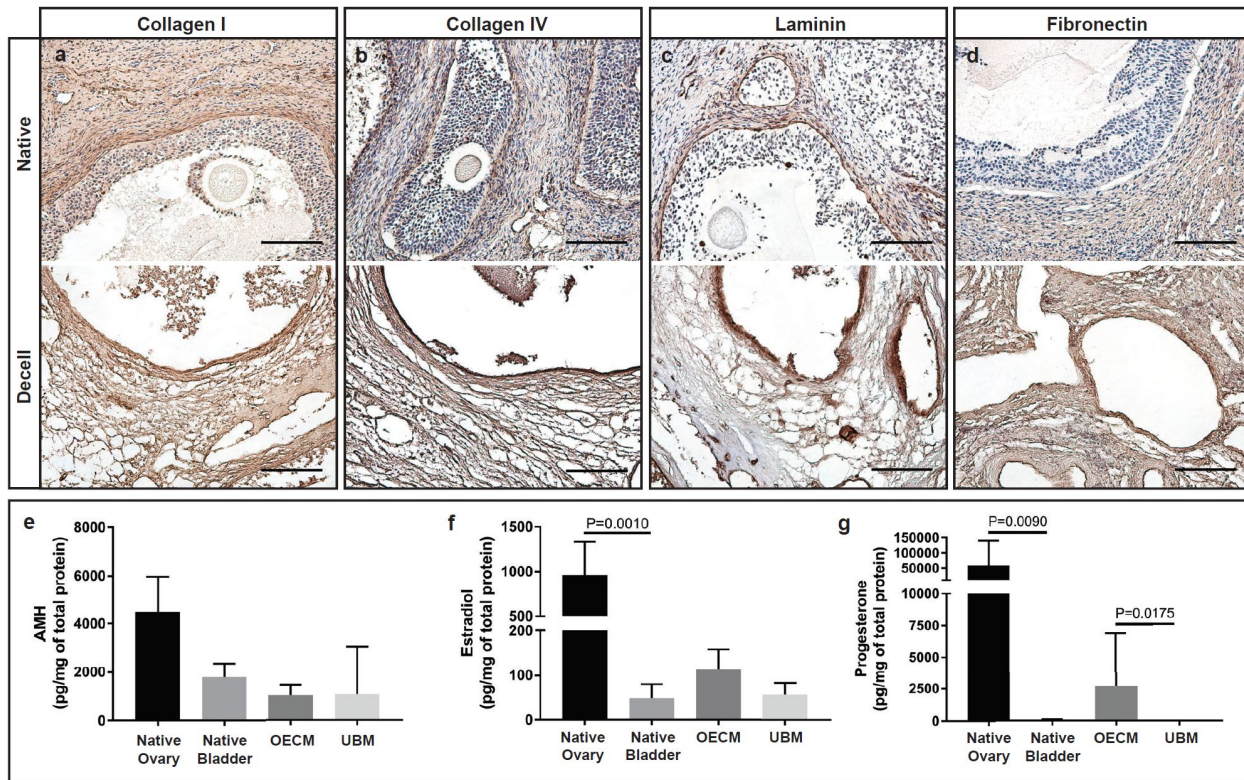 Collagen I
Collagen IV
Laminin
Fibronectin
Native
a
b
c
d
Decell
e
8000
6000
4000
2000
0
AMH
(pg/mg of total protein)
Native
Ovary
Native
Bladder
OECM
UBM
f
P=0.0010
1500
1000
500
200
100
50
0
Estradiol
(pg/mg of total protein)
Native
Ovary
Native
Bladder
OECM
UBM
g
P=0.0090
150000
100000
50000
10000
7500
5000
2500
0
P=0.0175
Progesterone
(pg/mg of total protein)
Native
Ovary
Native
Bladder
OECM
UBM